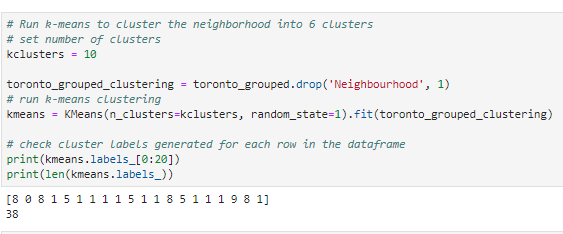 # Run k-means to cluster the neighborhood into 6 clusters
# set number of clusters
kclusters = 10
toronto_grouped_clustering = toronto_grouped.drop('Neighbourhood', 1)
# run k-means clustering
kmeans = KMeans(n_clusters=kclusters, random_state=1).fit(toronto_grouped_clustering)
# check cluster labels generated for each row in the dataframe
print(kmeans.labels_[0:20])
print(len(kmeans.labels_))
[8 0 8 1 5 1 1 1 1 5 1 1 8 5 1 1 1 9 8 1]
38